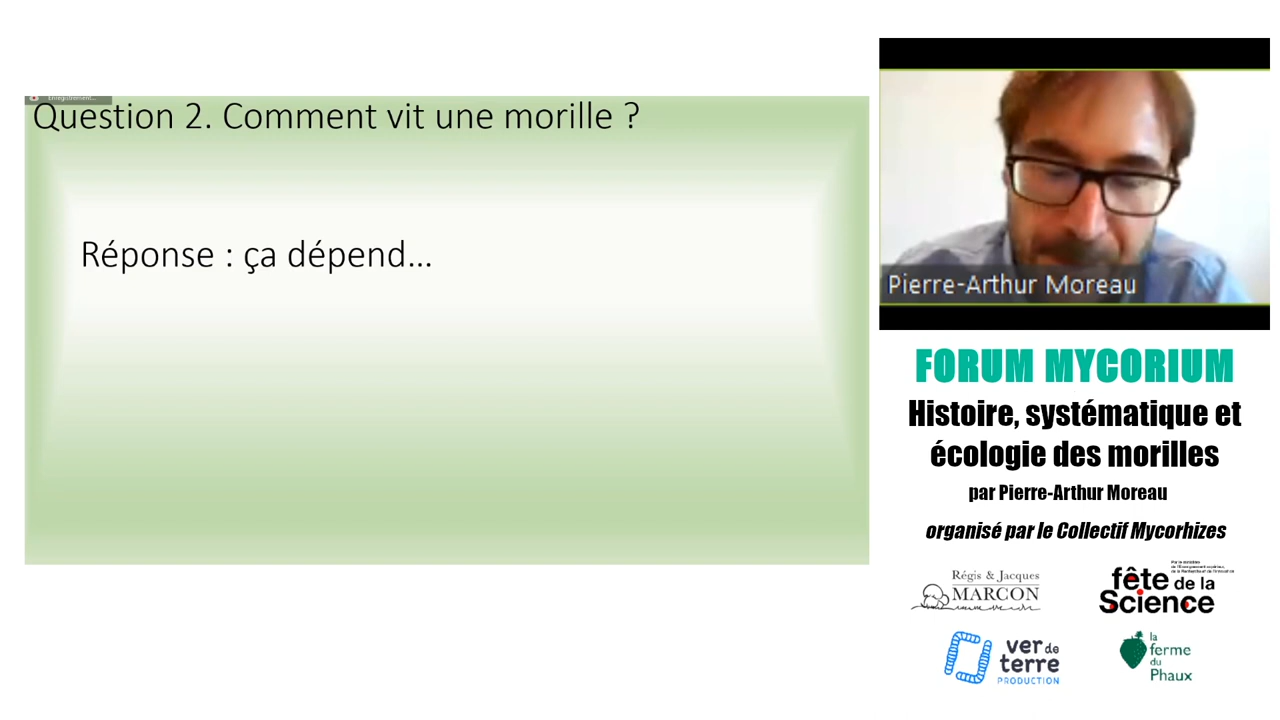 Enregistrement...
Question 2. Comment vit une morille ?
Réponse : ça dépend...
Pierre-Arthur Moreau
FORUM MYCORIUM
Histoire, systématique et
écologie des morilles
par Pierre-Arthur Moreau
organisé par le Collectif Mycorhizes
Régis & Jacques
MARCON
fête de la
Science
ver de
terre
PRODUCTION
la
ferme
du
Phaux